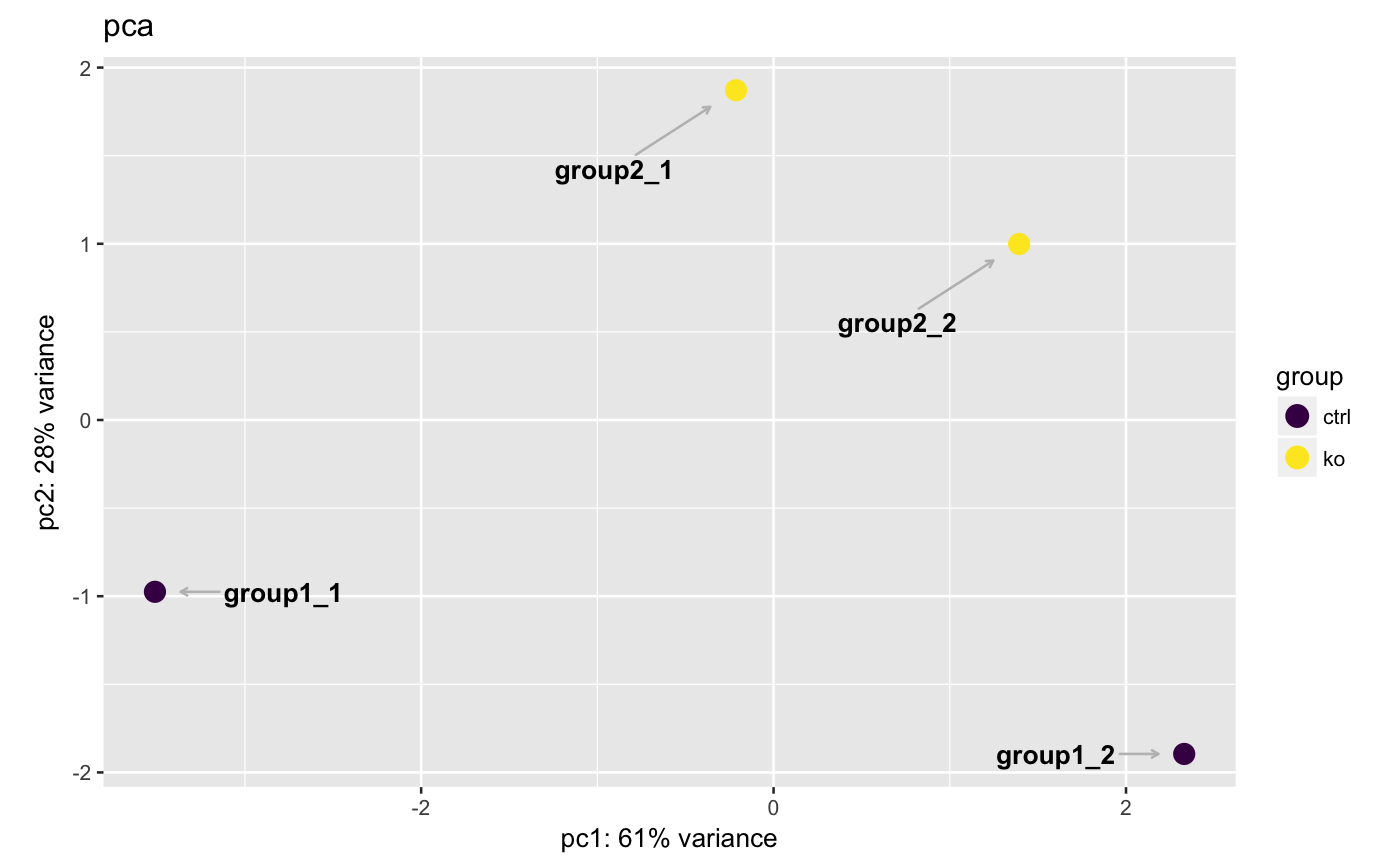 pca
2
1
0
-1
-2
-2
0
2
pc2: 28% variance
pc1: 61% variance
group2_1
group2_2
group1_1
group1_2
group
ctrl
ko